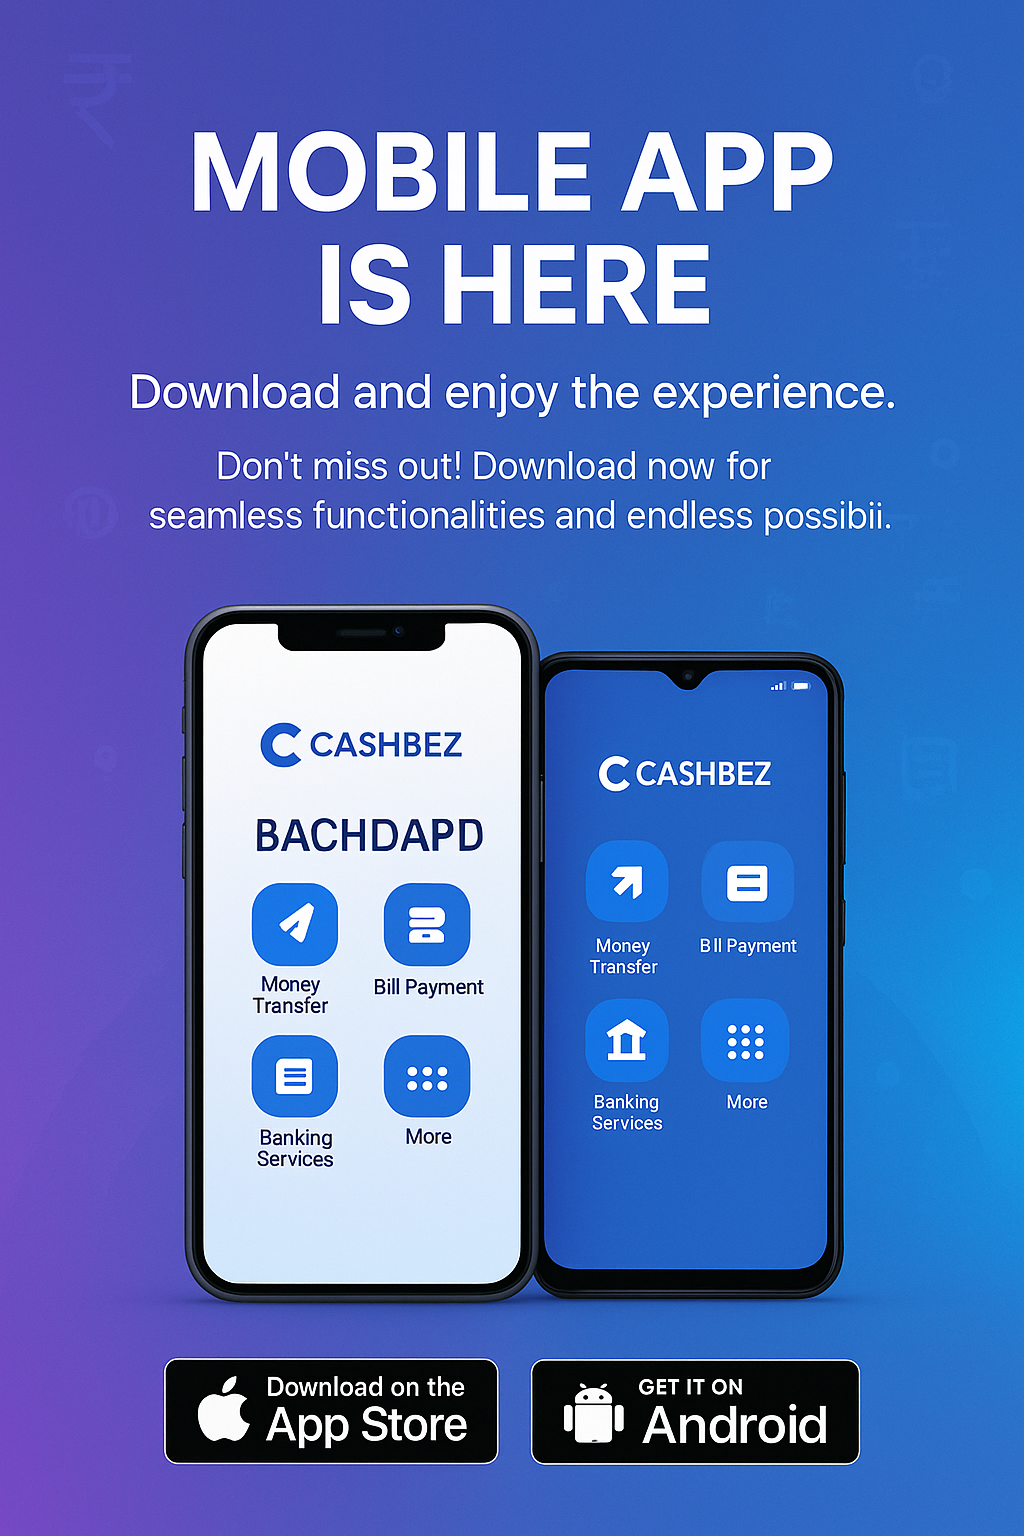 MOBILE APP
IS HERE
Download and enjoy the experience.
Don't miss out! Download now for
seamless functionalities and endless possibii.
CASHBEZ
BACHDAPD
Money
Transfer
Bill Payment
Banking
Services
More
CASHBEZ
Money
Transfer
Bll Payment
Banking
Services
More
Download on the
App Store
GET IT ON
Android